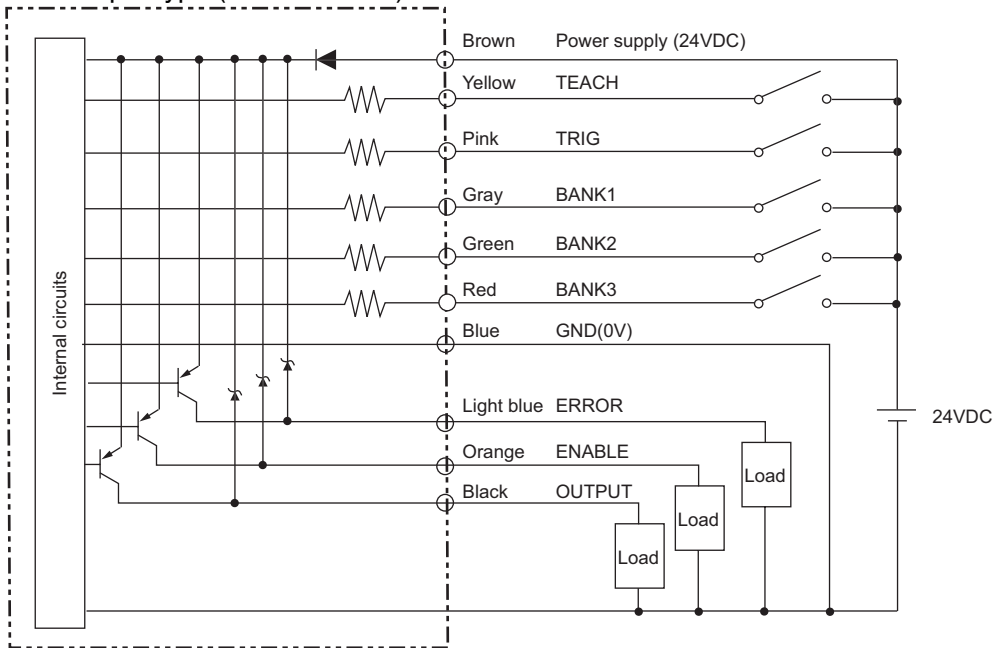 Brown Power supply (24VDC)
Yellow TEACH
Pink TRIG
Gray BANK1
Green BANK2
Red BANK3
Blue GND(0V)
Internal circuits
Light blue ERROR
24VDC
Orange ENABLE
Load
Black OUTPUT
Load
Load